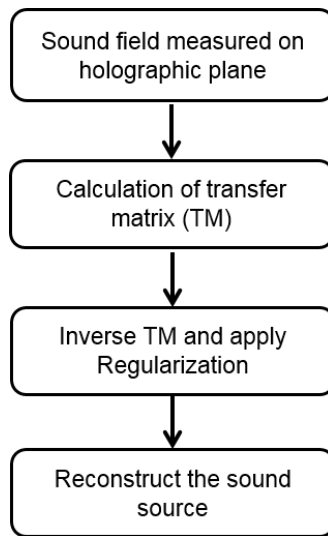 Sound field measured on
holographic plane
Calculation of transfer
matrix (TM)
Inverse TM and apply
Regularization
Reconstruct the sound
source